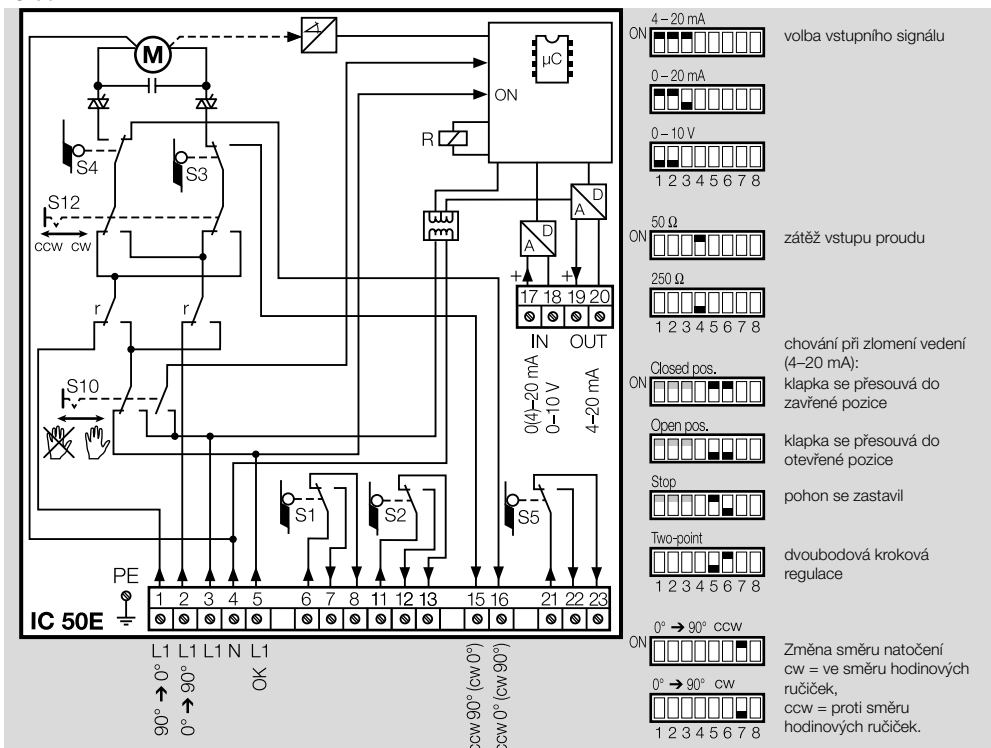 M
µC
ON
R
S4
S3
S12
ccw cw
D
A
D
A
+
+
17 18 19 20
IN OUT
0(4)–20 mA
0–10 V
4–20 mA
r
r
S10
S1
S2
S5
PE
1 2 3 4 5 6 7 8 11 12 13 15 16 21 22 23
IC 50E
L1 L1 L1 N L1
90° ➔ 0°
0° ➔ 90°
OK
ccw 90° (cw 0°)
ccw 0° (cw 90°)
4–20 mA
ON
volba vstupního signálu
0–20 mA
0–10 V
1 2 3 4 5 6 7 8
50 Ω
ON
zátěž vstupu proudu
250 Ω
1 2 3 4 5 6 7 8
chování při zlomení vedení
(4–20 mA):
Closed pos.
ON
klapka se přesouvá do
zavřené pozice
Open pos.
klapka se přesouvá do
otevřené pozice
Stop
pohon se zastavil
Two-point
dvoubodová kroková
regulace
1 2 3 4 5 6 7 8
0° ➔ 90° ccw
ON
Změna směru natočení
cw = ve směru hodinových
ručiček,
ccw = proti směru
hodinových ručiček.
0° ➔ 90° cw
1 2 3 4 5 6 7 8